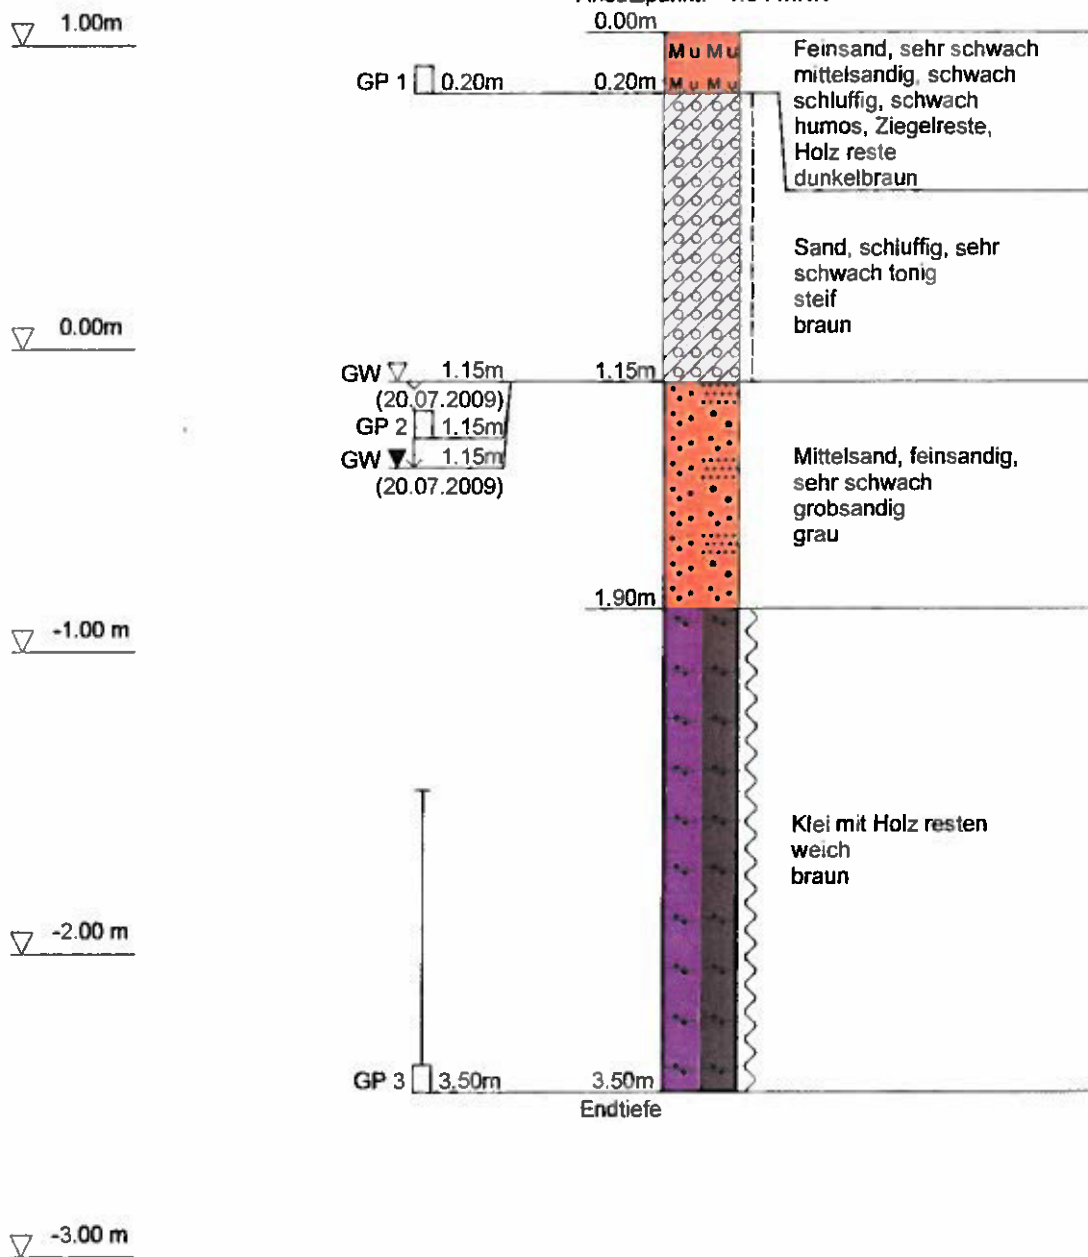 0.00m
1.00m
Mu Mu
GP 1 0.20m 0.20m
Mu Mu
Feinsand, sehr schwach
mittelsandig, schwach
schluffig, schwach
humos, Ziegelreste,
Holz reste
dunkelbraun
Sand, schluffig, sehr
schwach tonig
steif
braun
0.00m
GW 1.15m 1.15m
(20.07.2009)
GP 2 1.15m
GW 1.15m
(20.07.2009)
Mittelsand, feinsandig,
sehr schwach
grobsandig
grau
1.90m
-1.00 m
Klei mit Holz resten
weich
braun
-2.00 m
GP 3 3.50m 3.50m
Endtiefe
-3.00 m